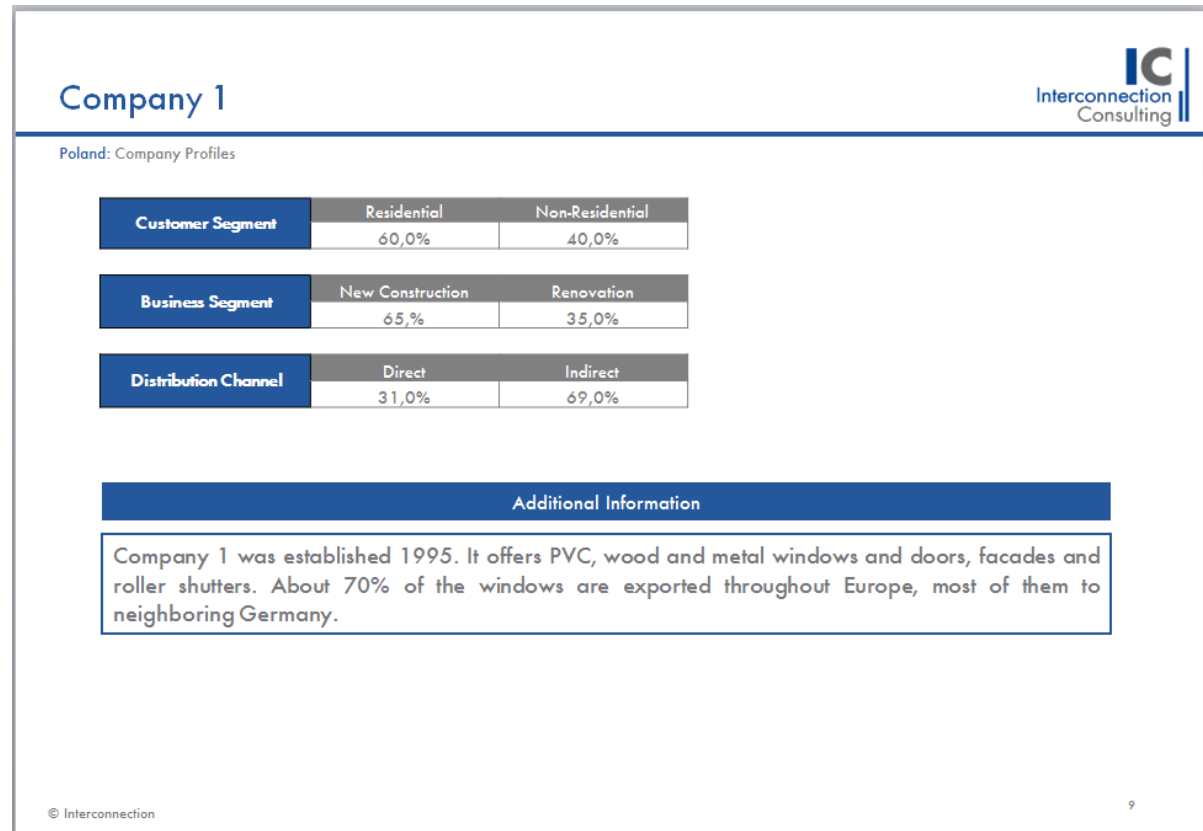 Company 1
IC
Interconnection
Consulting
Poland: Company Profiles
Customer Segment
Residential Non-Residential
60,0% 40,0%
Business Segment
New Construction Renovation
65,% 35,0%
Distribution Channel
Direct Indirect
31,0% 69,0%
Additional Information
Company 1 was established 1995. It offers PVC, wood and metal windows and doors, facades and
roller shutters. About 70% of the windows are exported throughout Europe, most of them to
neighboring Germany.
© Interconnection
9